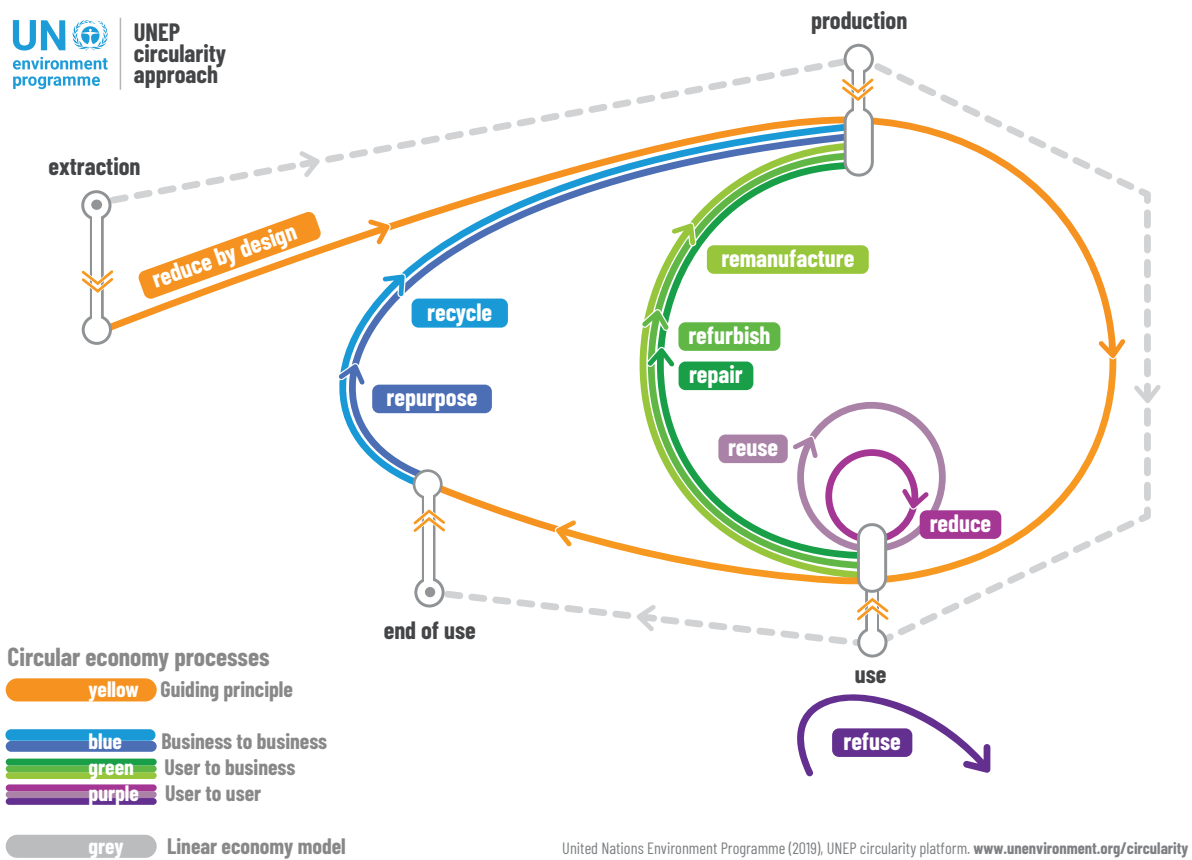 UN
environment
programme
UNEP
circularity
approach
production
extraction
reduce by design
remanufacture
recycle
refurbish
repair
repurpose
reuse
reduce
end of use
use
refuse
Circular economy processes
yellow Guiding principle
blue Business to business
green User to business
purple User to user
grey Linear economy model
United Nations Environment Programme (2019), UNEP circularity platform. www.unenvironment.org/circularity